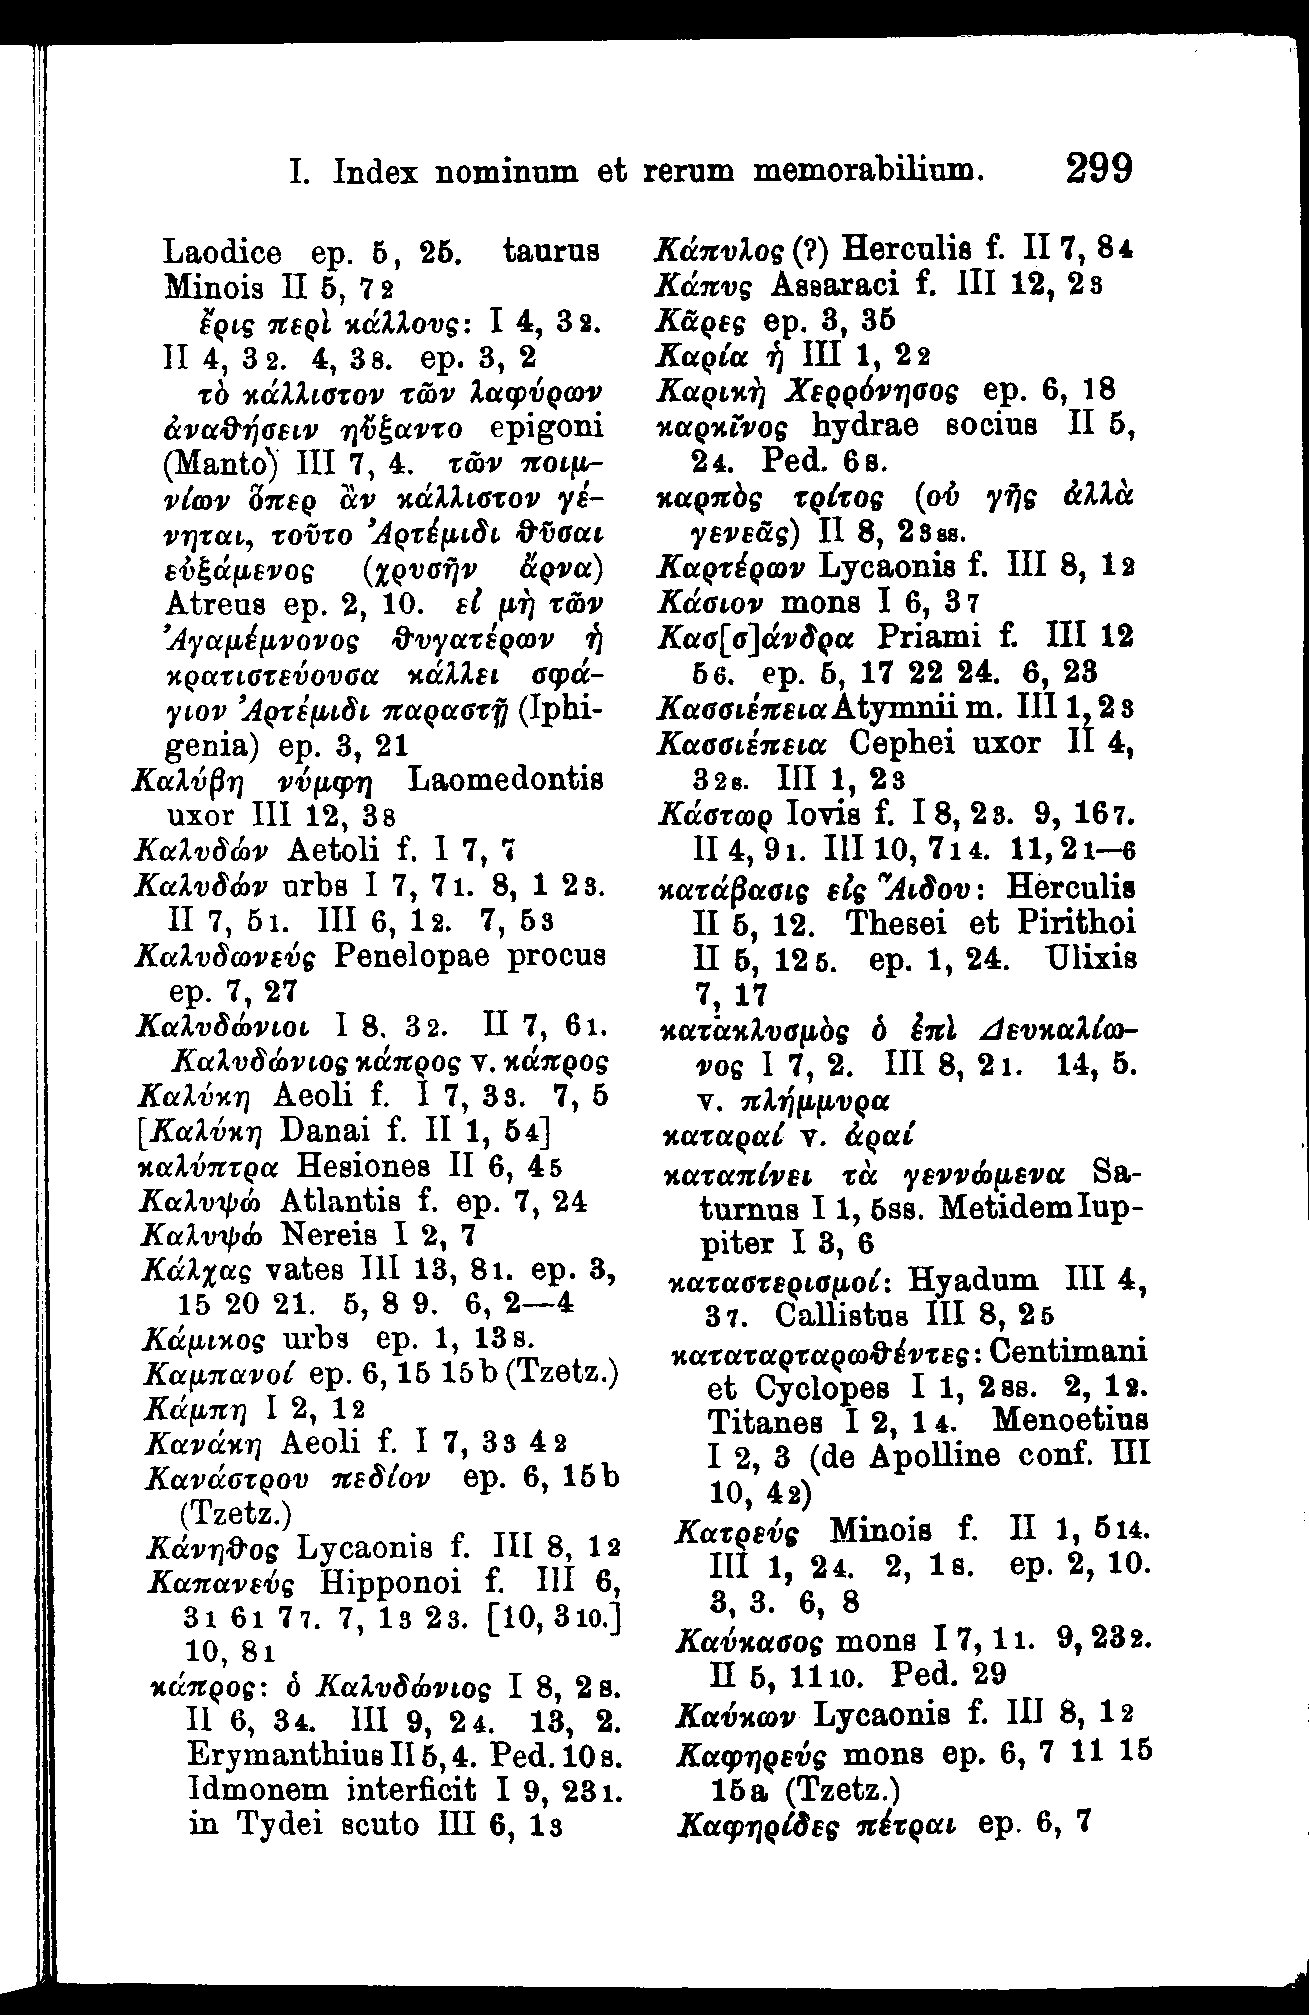 I. Index nominum et rerum memorabilium. 299
Laodice ep. 5, 25. taurus
Minois II 5, 7 2
ἔρις περὶ κάλλους: I 4, 3 2.
II 4, 3 2. 4, 3 8. ep. 3, 2
τὸ κάλλιστον τῶν λαφύρων
ἀναθήσειν ηὔξαντο epigoni
(Manto) III 7, 4. τῶν ποιμ-
νίων ὅπερ ἂν κάλλιστον γέ-
νηται, τοῦτο Ἀρτέμιδι θῦσαι
εὐξάμενος (χρυσῆν ἄρνα)
Atreus ep. 2, 10. εἰ μὴ τῶν
Ἀγαμέμνονος θυγατέρων ἡ
κρατιστεύουσα κάλλει σφά-
γιον Ἀρτέμιδι παραστῇ (Iphi-
genia) ep. 3, 21
Καλύβη νύμφη Laomedontis
uxor III 12, 3 8
Καλυδών Aetoli f. I 7, 7
Καλυδών urbs I 7, 7 1. 8, 1 2 3.
II 7, 5 1. III 6, 1 2. 7, 5 3
Καλυδωνεύς Penelopae procus
ep. 7, 27
Καλυδώνιοι I 8, 3 2. II 7, 6 1.
Καλυδώνιος κάπρος v. κάπρος
Καλύκη Aeoli f. I 7, 3 3. 7, 5
[Καλύκη Danai f. II 1, 5 4]
καλύπτρα Hesiones II 6, 4 5
Καλυψώ Atlantis f. ep. 7, 24
Καλυψώ Nereis I 2, 7
Κάλχας vates III 13, 8 1. ep. 3,
15 20 21. 5, 8 9. 6, 2—4
Κάμικος urbs ep. 1, 13 s.
Καμπανοί ep. 6, 15 15 b (Tzetz.)
Κάμπη I 2, 1 2
Κανάκη Aeoli f. I 7, 3 3 4 2
Κανάστρου πεδίον ep. 6, 15 b
(Tzetz.)
Κάνηθος Lycaonis f. III 8, 1 2
Καπανεύς Hipponoi f. III 6,
3 1 6 1 7 7. 7, 1 3 2 3. [10, 3 10.]
10, 8 1
κάπρος: ὁ Καλυδώνιος I 8, 2 s.
II 6, 3 4. III 9, 2 4. 13, 2.
Erymanthius II 5, 4. Ped. 10 s.
Idmonem interficit I 9, 23 1.
in Tydei scuto III 6, 1 3
Κάπυλος (?) Herculis f. II 7, 8 4
Κάπυς Assaraci f. III 12, 2 3
Κᾶρες ep. 3, 35
Καρία ἡ III 1, 2 2
Καρικὴ Χερρόνησος ep. 6, 18
καρκῖνος hydrae socius II 5,
2 4. Ped. 6 s.
καρπὸς τρίτος (οὐ γῆς ἀλλὰ
γενεᾶς) II 8, 2 3 ss.
Καρτέρων Lycaonis f. III 8, 1 2
Κάσιον mons I 6, 3 7
Κασ[σ]άνδρα Priami f. III 12
5 6. ep. 5, 17 22 24. 6, 23
Κασσιέπεια Atymnii m. III 1, 2 3
Κασσιέπεια Cephei uxor II 4,
3 2 s. III 1, 2 3
Κάστωρ Iovis f. I 8, 2 3. 9, 16 7.
II 4, 9 1. III 10, 7 1 4. 11, 2 1—6
κατάβασις εἰς Ἅιδου: Herculis
II 5, 12. Thesei et Pirithoi
II 5, 12 5. ep. 1, 24. Ulixis
7, 17
κατακλυσμὸς ὁ ἐπὶ Δευκαλίω-
νος I 7, 2. III 8, 2 1. 14, 5.
v. πλήμμυρα
καταραί v. ἀραί
καταπίνει τὰ γεννώμενα Sa-
turnus I 1, 5 ss. Metidem Iup-
piter I 3, 6
καταστερισμοί: Hyadum III 4,
3 7. Callistus III 8, 2 5
καταταρταρωθέντες: Centimani
et Cyclopes I 1, 2 ss. 2, 1 2.
Titanes I 2, 1 4. Menoetius
I 2, 3 (de Apolline conf. III
10, 4 2)
Κατρεύς Minois f. II 1, 5 14.
III 1, 2 4. 2, 1 s. ep. 2, 10.
3, 3. 6, 8
Καύκασος mons I 7, 1 1. 9, 23 2.
II 5, 11 10. Ped. 29
Καύκων Lycaonis f. III 8, 1 2
Καφηρεύς mons ep. 6, 7 11 15
15 a (Tzetz.)
Καφηρίδες πέτραι ep. 6, 7